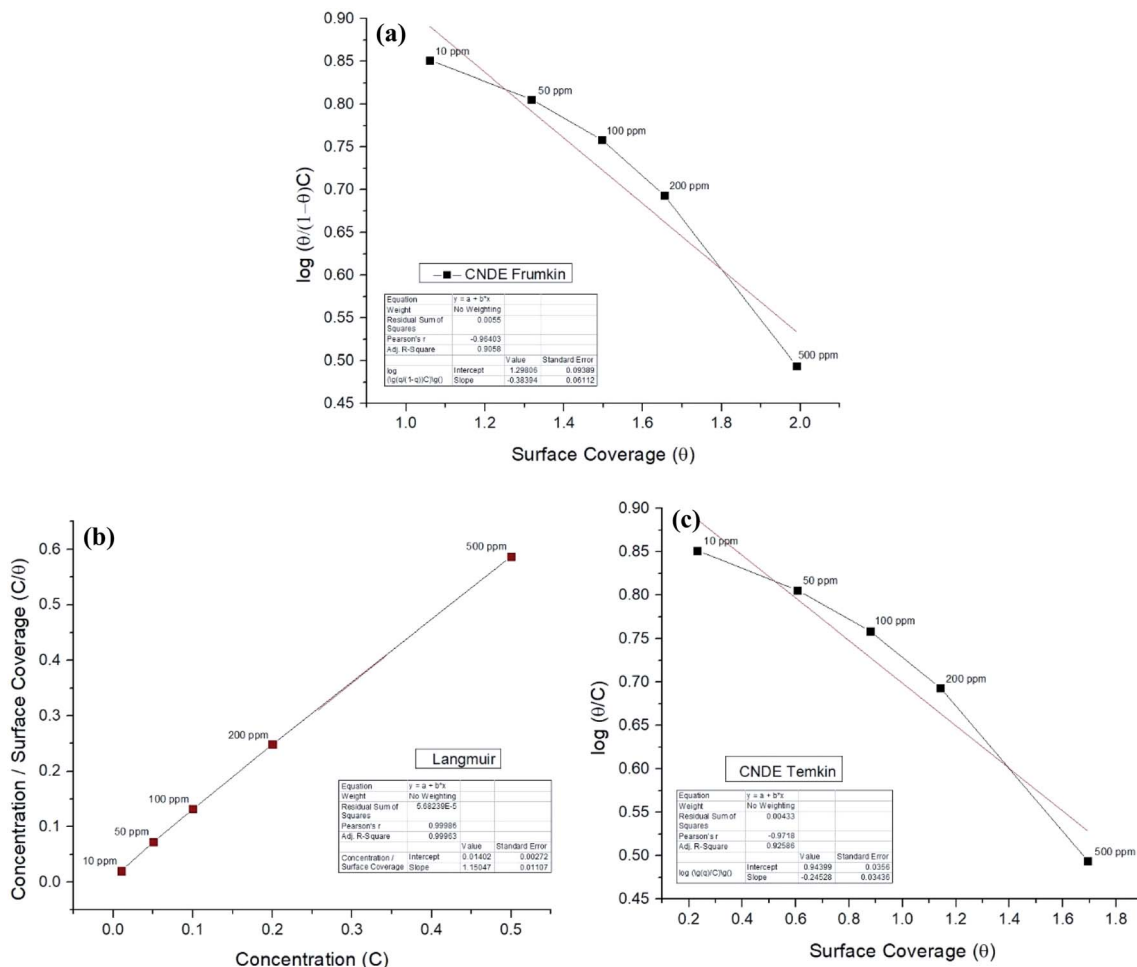 (a)
0.90
0.85
0.80
0.75
0.70
0.65
0.60
0.55
0.50
0.45
log (θ/(1−θ)C)
10 ppm
50 ppm
100 ppm
200 ppm
500 ppm
CNDE Frumkin
Equation y = a + b*x
Weight No Weighting
Residual Sum of Squares 0.0055
Pearson's r -0.96403
Adj. R-Square 0.9058
Value Standard Error
log (lg(q/(1-q))C)lg() Intercept 1.29806 0.09389
Slope -0.38394 0.06112
1.0 1.2 1.4 1.6 1.8 2.0
Surface Coverage (θ)
(b)
0.6
0.5
0.4
0.3
0.2
0.1
0.0
Concentration / Surface Coverage (C/θ)
500 ppm
200 ppm
100 ppm
50 ppm
10 ppm
Langmuir
Equation y = a + b*x
Weight No Weighting
Residual Sum of Squares 5.68239E-5
Pearson's r 0.99986
Adj. R-Square 0.99963
Value Standard Error
Concentration / Surface Coverage Intercept 0.01402 0.00272
Slope 1.15047 0.01107
0.0 0.1 0.2 0.3 0.4 0.5
Concentration (C)
(c)
0.90
0.85
0.80
0.75
0.70
0.65
0.60
0.55
0.50
0.45
log (θ/C)
10 ppm
50 ppm
100 ppm
200 ppm
500 ppm
CNDE Temkin
Equation y = a + b*x
Weight No Weighting
Residual Sum of Squares 0.00433
Pearson's r -0.9718
Adj. R-Square 0.92586
Value Standard Error
log (lg(q)/C)lg() Intercept 0.94399 0.0356
Slope -0.24528 0.03436
0.2 0.4 0.6 0.8 1.0 1.2 1.4 1.6 1.8
Surface Coverage (θ)